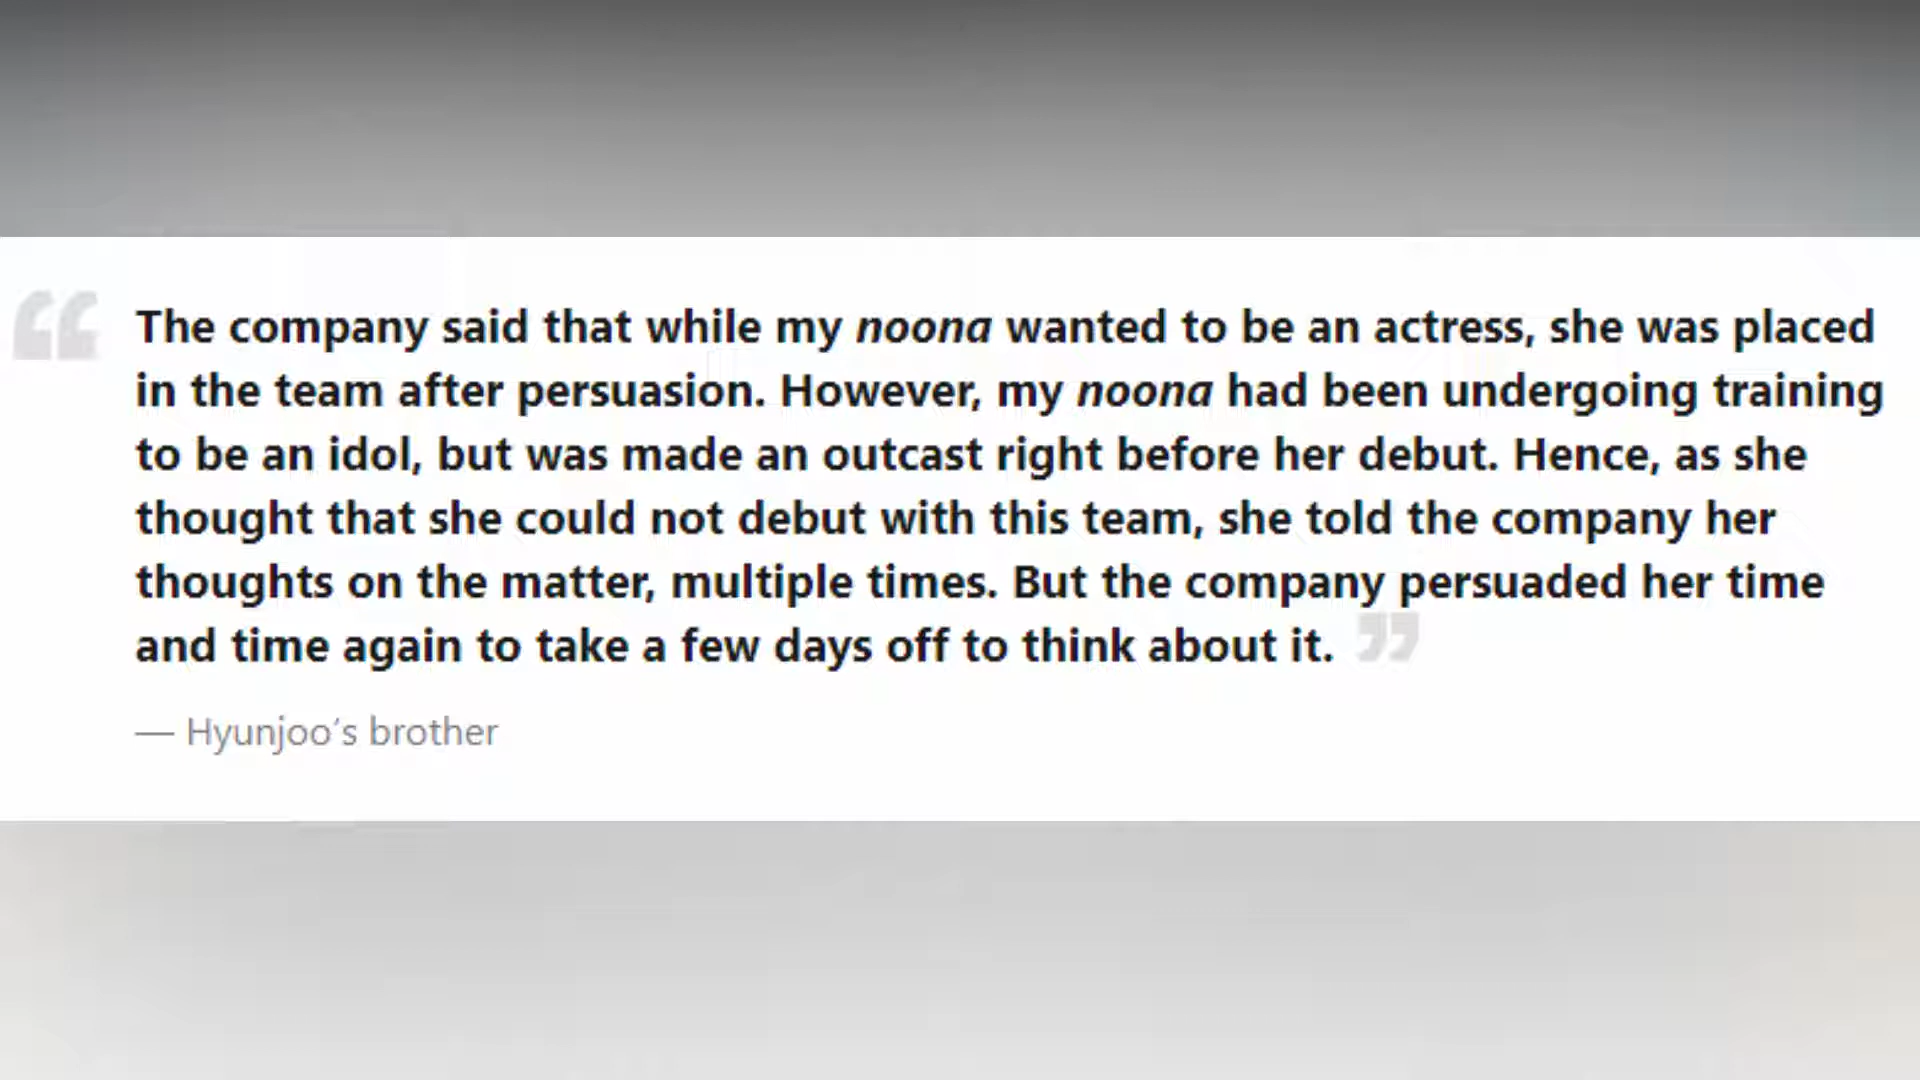 “ The company said that while my noona wanted to be an actress, she was placed
in the team after persuasion. However, my noona had been undergoing training
to be an idol, but was made an outcast right before her debut. Hence, as she
thought that she could not debut with this team, she told the company her
thoughts on the matter, multiple times. But the company persuaded her time
and time again to take a few days off to think about it. ”
— Hyunjoo’s brother